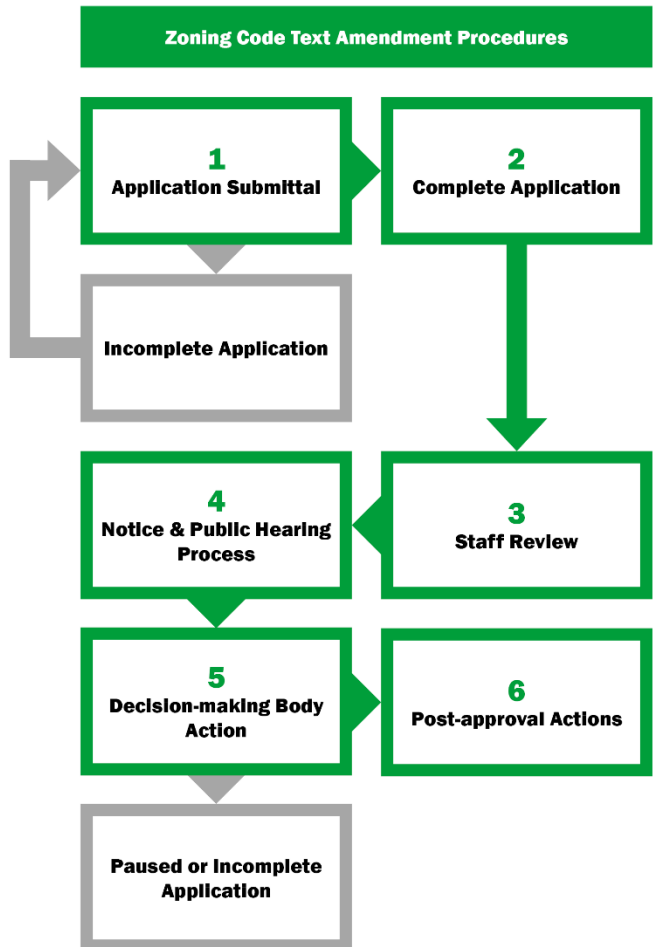 Zoning Code Text Amendment Procedures
1
Application Submittal
2
Complete Application
Incomplete Application
3
Staff Review
4
Notice & Public Hearing
Process
5
Decision-making Body
Action
6
Post-approval Actions
Paused or Incomplete
Application